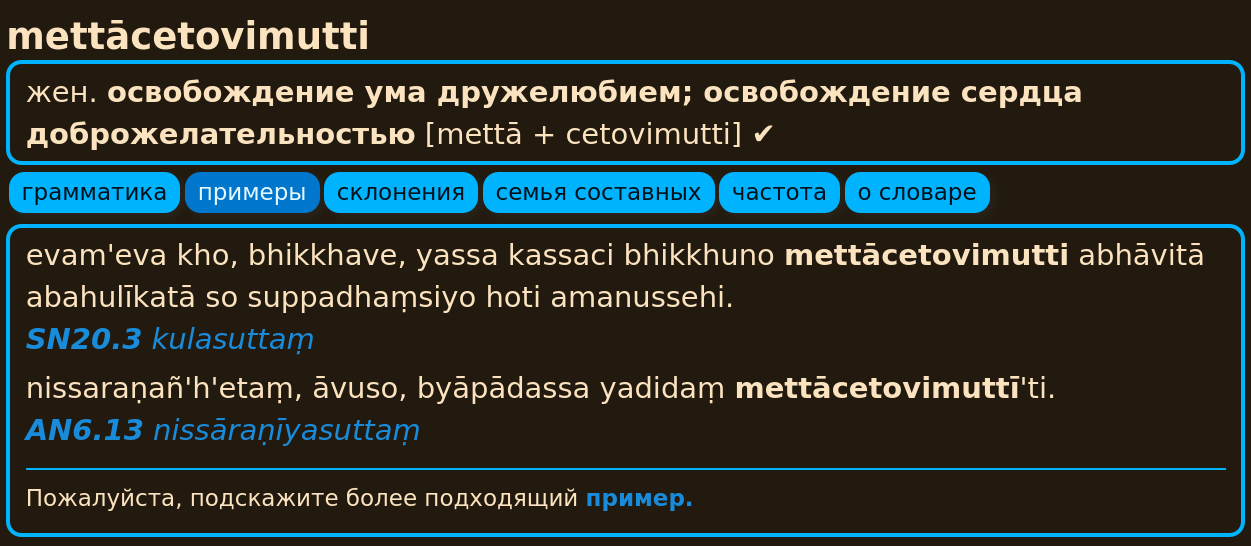 mettācetovimutti
жен. освобождение ума дружелюбием; освобождение сердца
доброжелательностью [mettā + cetovimutti] ✔
грамматика примеры склонения семья составных частота о словаре
evam'eva kho, bhikkhave, yassa kassaci bhikkhuno mettācetovimutti abhāvitā
abahulīkatā so suppadhaṃsiyo hoti amanussehi.
SN20.3 kulasuttaṃ
nissaraṇañ'h'etaṃ, āvuso, byāpādassa yadidaṃ mettācetovimuttī'ti.
AN6.13 nissāraṇīyasuttaṃ
Пожалуйста, подскажите более подходящий пример.